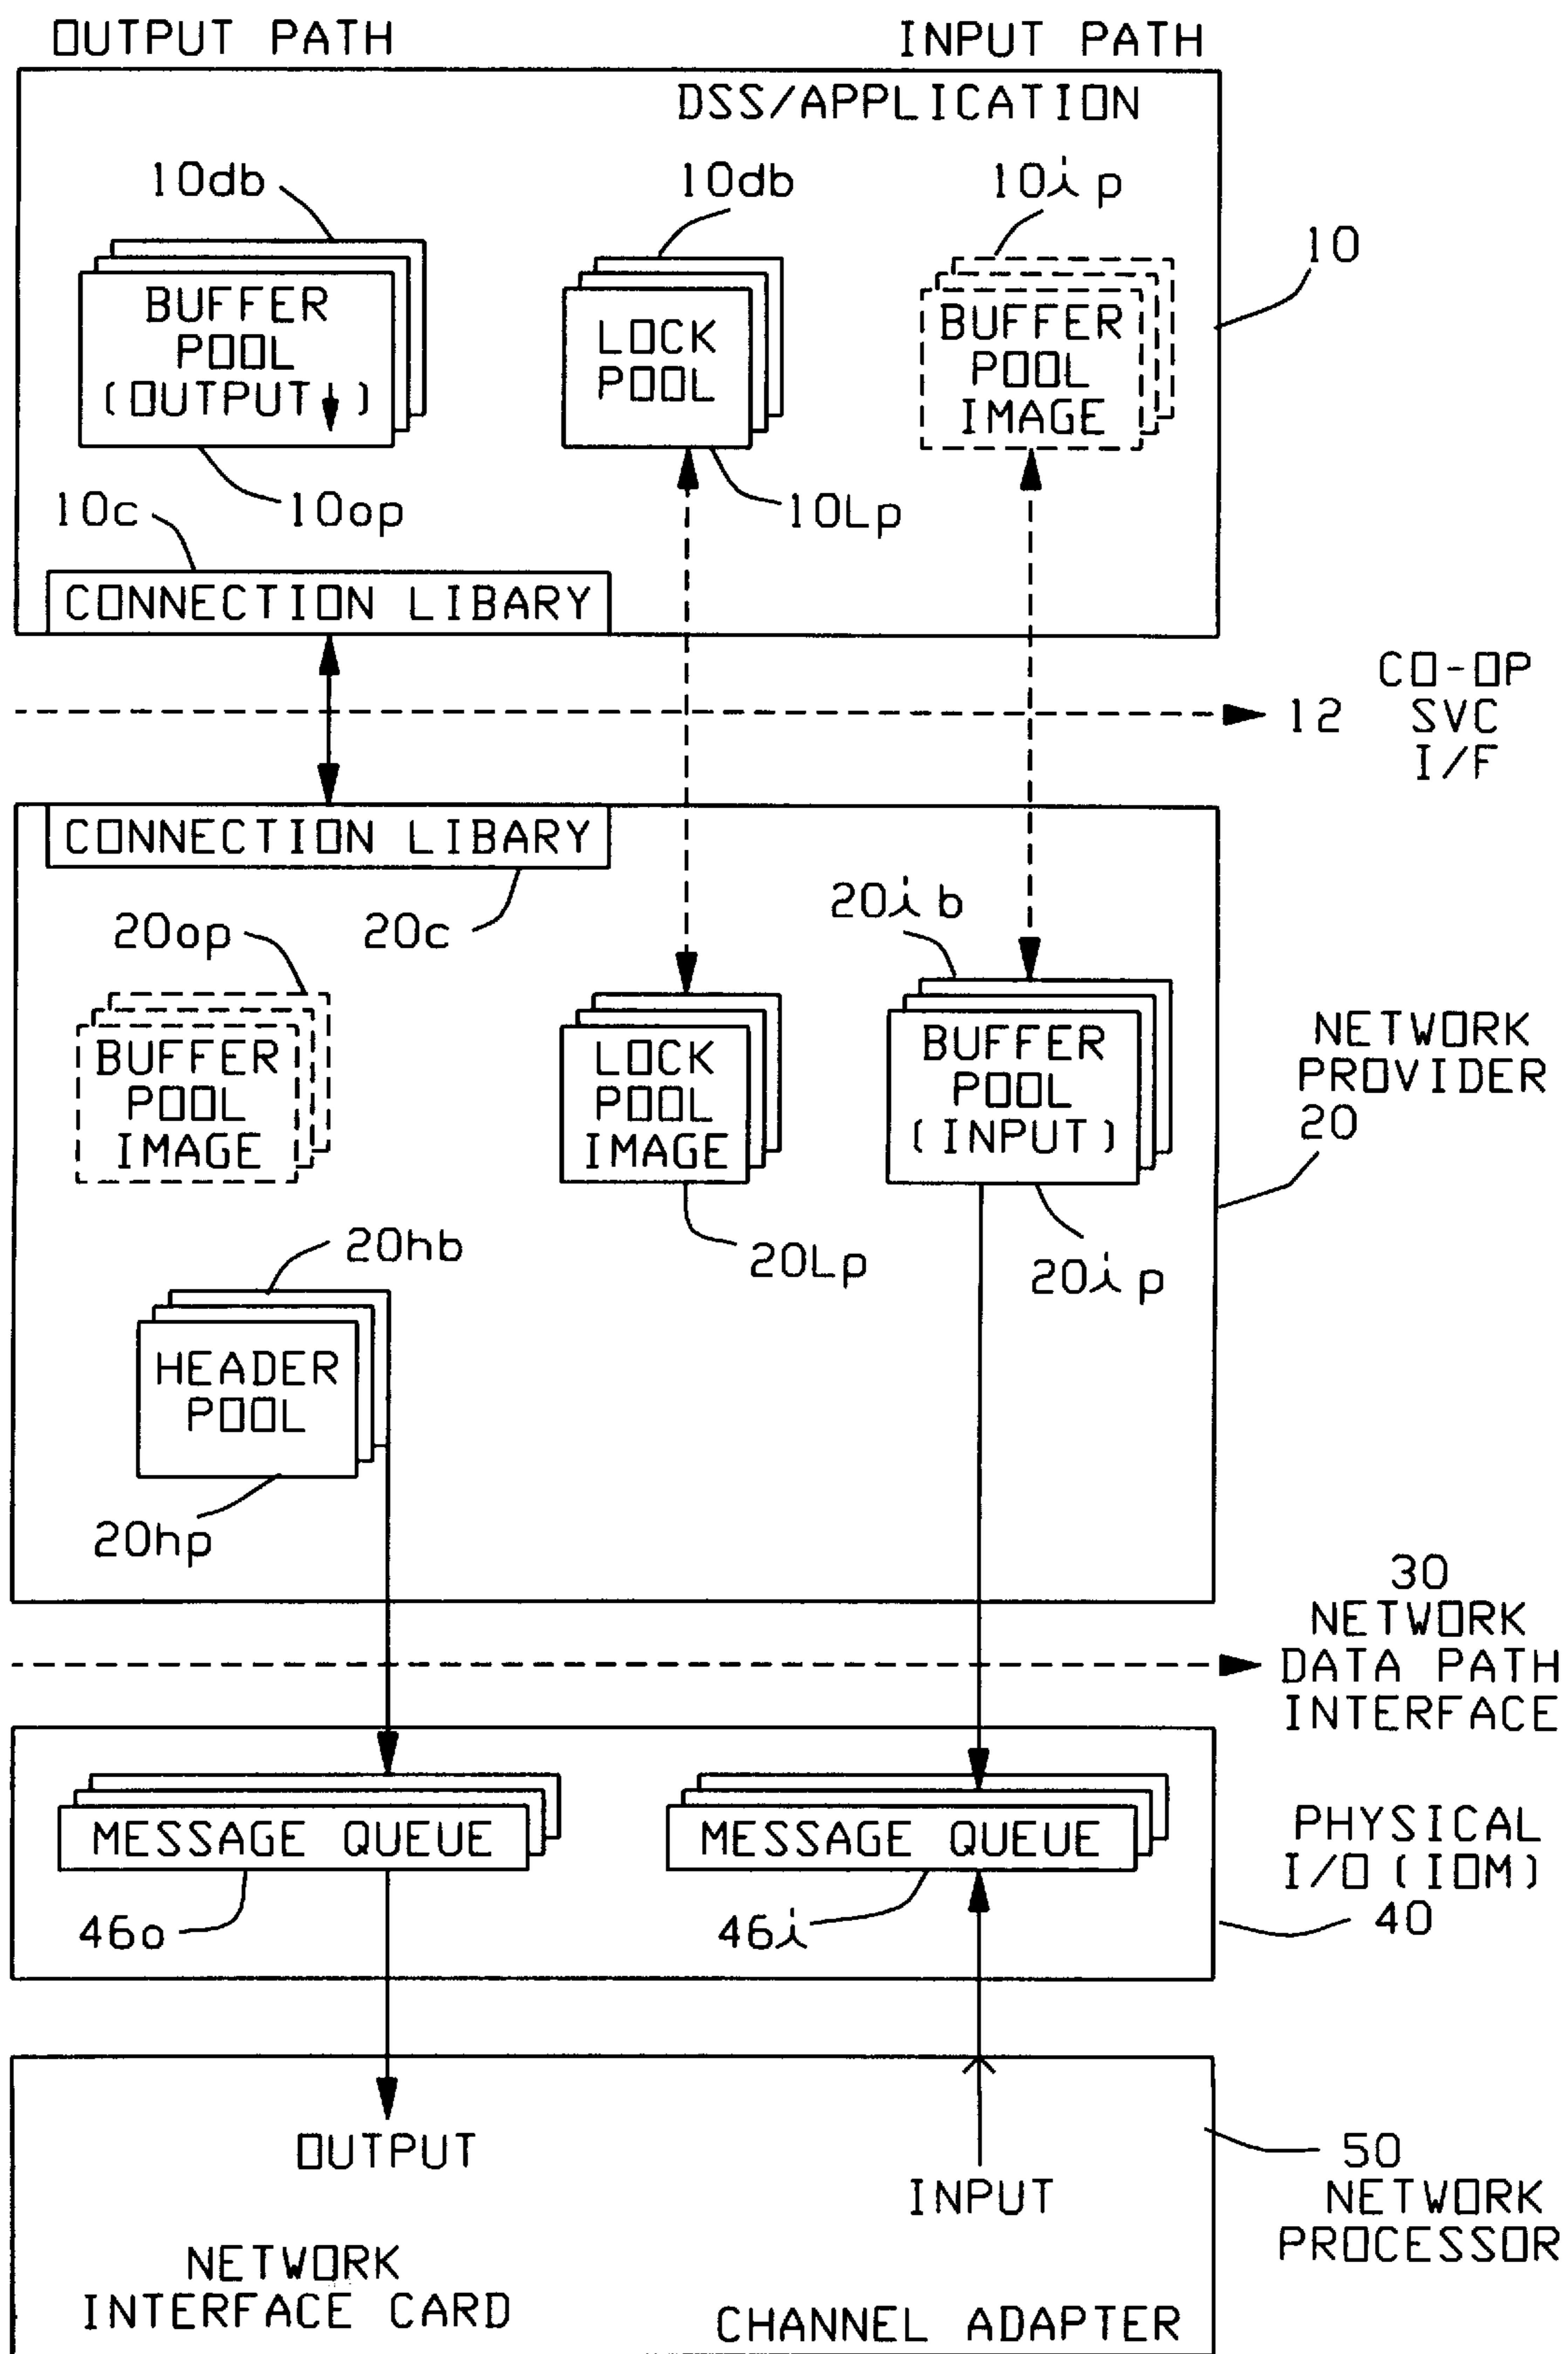 OUTPUT PATH
INPUT PATH
DSS/APPLICATION
10db
10db
10ip
10
BUFFER
POOL
(OUTPUT↓)
LOCK
POOL
BUFFER
POOL
IMAGE
10c
10op
10Lp
CONNECTION LIBARY
12
CO-OP
SVC
I/F
CONNECTION LIBARY
20op
20c
20ib
BUFFER
POOL
IMAGE
LOCK
POOL
IMAGE
BUFFER
POOL
(INPUT)
NETWORK
PROVIDER
20
20hb
20Lp
20ip
HEADER
POOL
20hp
30
NETWORK
DATA PATH
INTERFACE
MESSAGE QUEUE
MESSAGE QUEUE
PHYSICAL
I/O(IOM)
40
46o
46i
OUTPUT
INPUT
50
NETWORK
PROCESSOR
NETWORK
INTERFACE CARD
CHANNEL ADAPTER